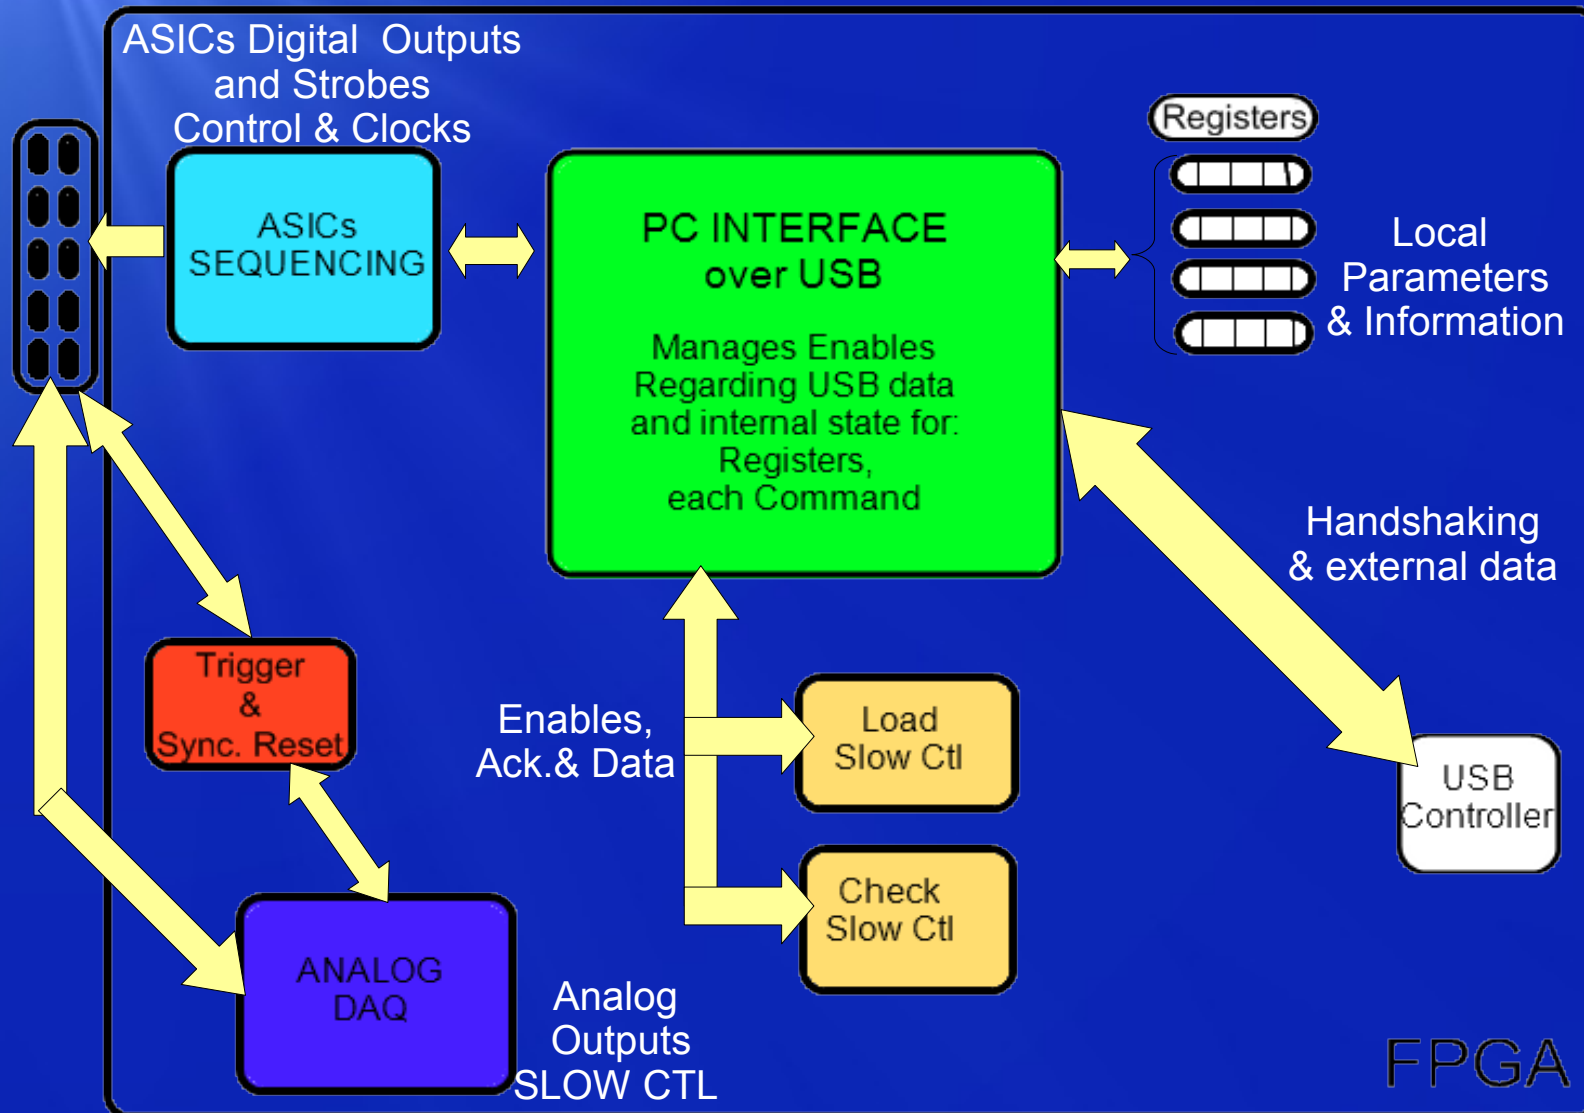 ASICs Digital Outputs
and Strobes
Control & Clocks
ASICs
SEQUENCING
PC INTERFACE
over USB
Manages Enables
Regarding USB data
and internal state for:
Registers,
each Command
Registers
Local
Parameters
& Information
Handshaking
& external data
Trigger
&
Sync. Reset
Enables,
Ack.& Data
Load
Slow Ctl
Check
Slow Ctl
USB
Controller
ANALOG
DAQ
Analog
Outputs
SLOW CTL
FPGA